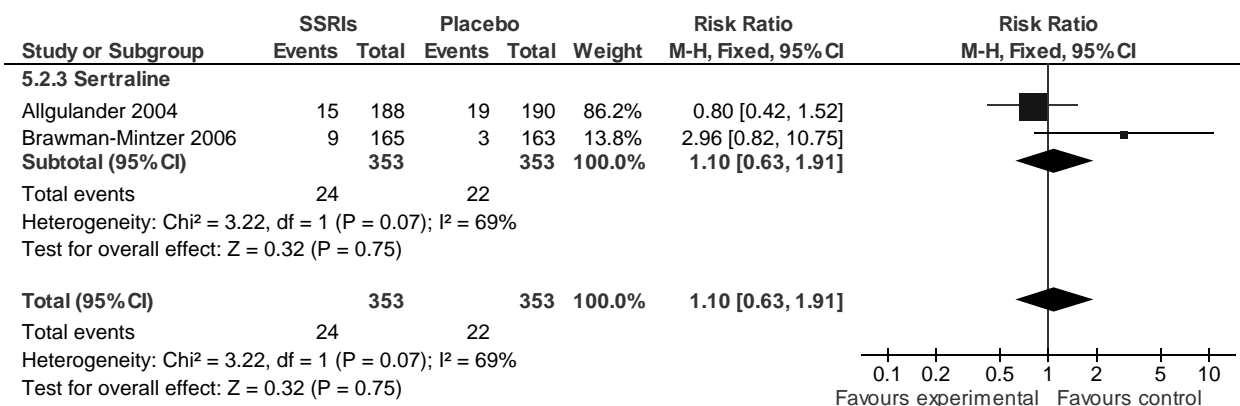 SSRIs Placebo Risk Ratio Risk Ratio
Study or Subgroup Events Total Events Total Weight M-H, Fixed, 95% CI M-H, Fixed, 95% CI
5.2.3 Sertraline
Allgulander 2004 15 188 19 190 86.2% 0.80 [0.42, 1.52]
Brawman-Mintzer 2006 9 165 3 163 13.8% 2.96 [0.82, 10.75]
Subtotal (95% CI) 353 353 100.0% 1.10 [0.63, 1.91]
Total events 24 22
Heterogeneity: Chi² = 3.22, df = 1 (P = 0.07); I² = 69%
Test for overall effect: Z = 0.32 (P = 0.75)
Total (95% CI) 353 353 100.0% 1.10 [0.63, 1.91]
Total events 24 22
Heterogeneity: Chi² = 3.22, df = 1 (P = 0.07); I² = 69%
Test for overall effect: Z = 0.32 (P = 0.75)
0.1 0.2 0.5 1 2 5 10
Favours experimental Favours control